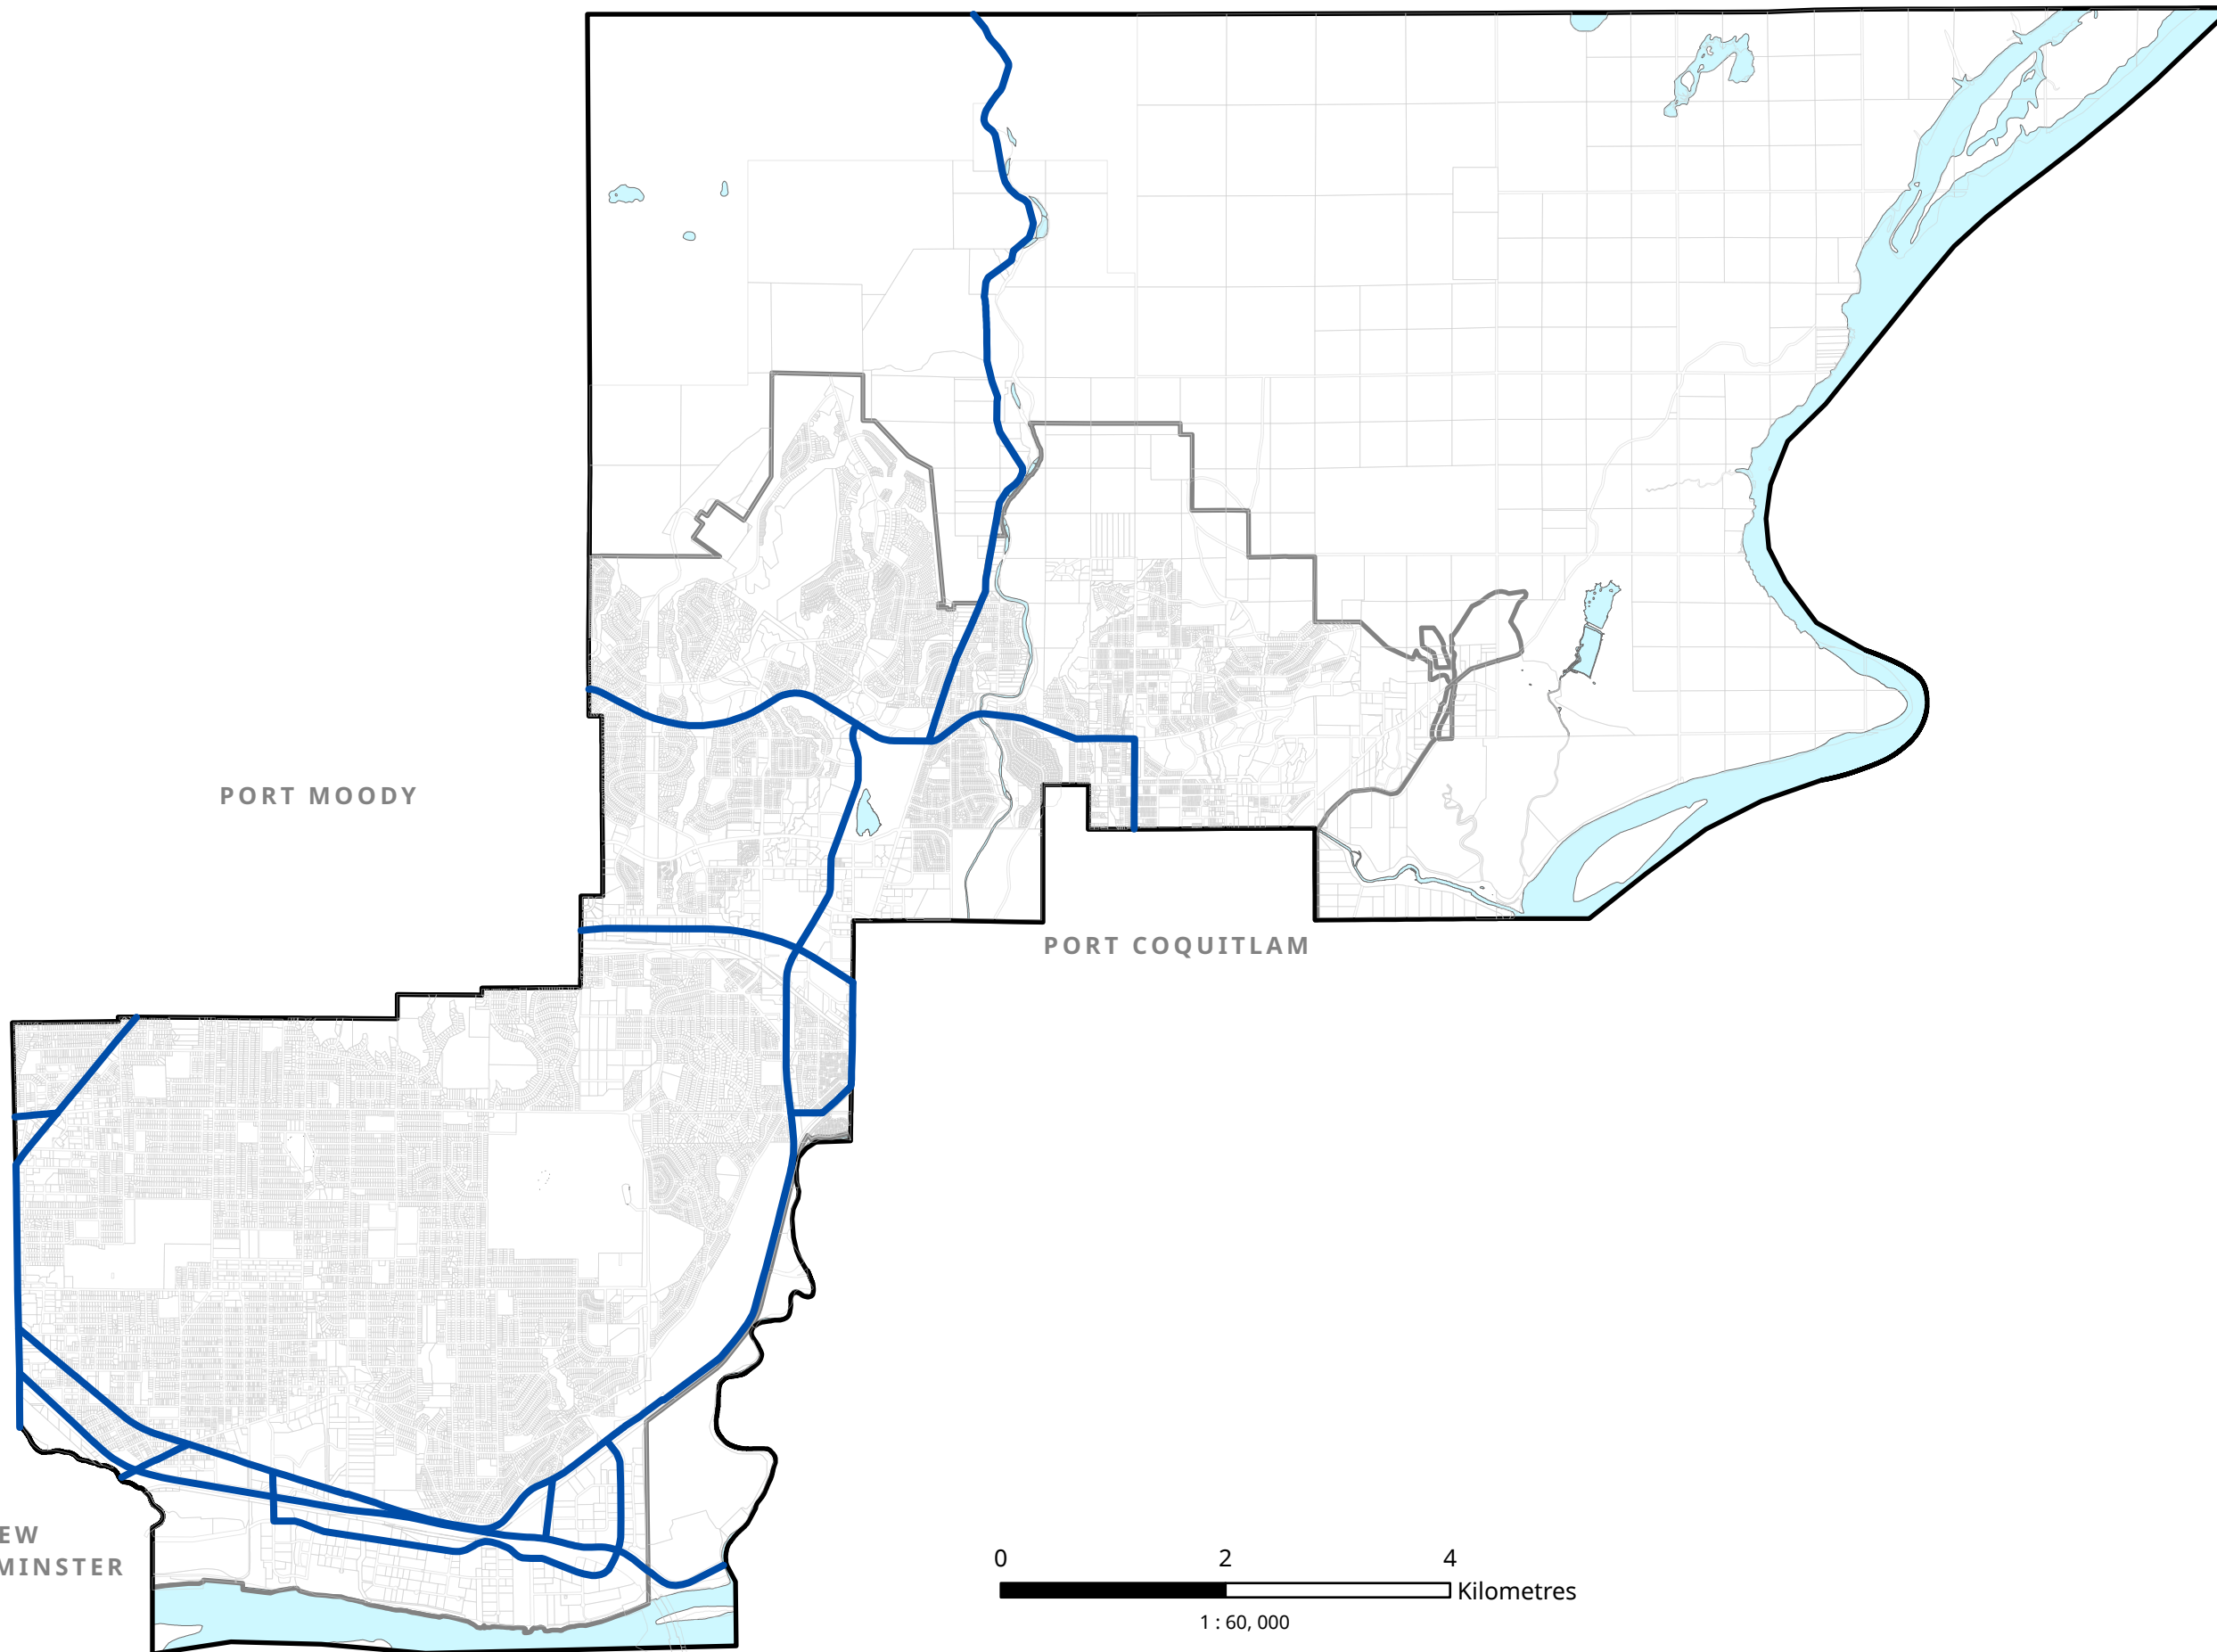 PORT MOODY
PORT COQUITLAM
EW
MINSTER
0 2 4
Kilometres
1 : 60, 000